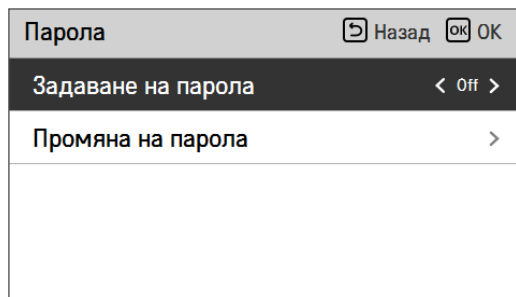 Парола Назад OK OK
Задаване на парола < Off >
Промяна на парола >